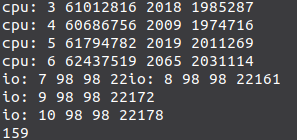 cpu: 3 61012816 2018 1985287
cpu: 4 60686756 2009 1974716
cpu: 5 61794782 2019 2011269
cpu: 6 62437519 2065 2031114
io: 7 98 98 22io: 8 98 98 22161
io: 9 98 98 22172
io: 10 98 98 22178
159